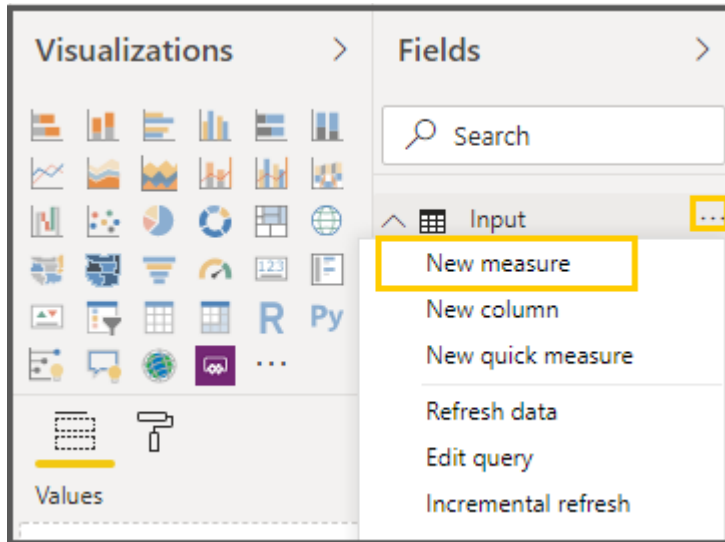 Visualizations
Fields
Search
Input
New measure
New column
New quick measure
Refresh data
Edit query
Incremental refresh
123
R
Py
Values